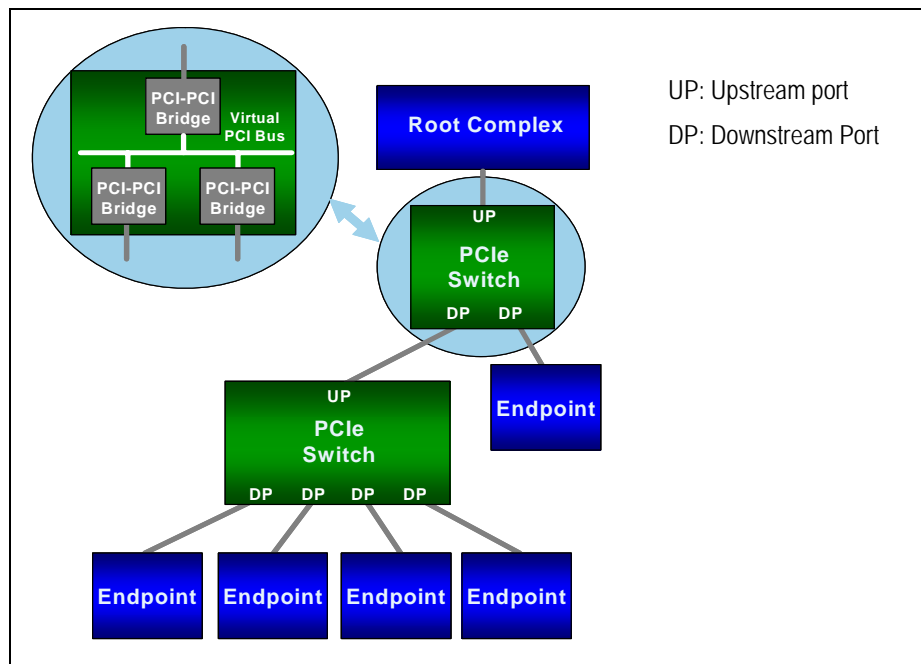 PCI-PCI
Bridge
Virtual
PCI Bus
PCI-PCI
Bridge
PCI-PCI
Bridge
Root Complex
UP: Upstream port
DP: Downstream Port
UP
PCIe
Switch
DP DP
Endpoint
UP
PCIe
Switch
DP DP DP DP
Endpoint Endpoint Endpoint Endpoint